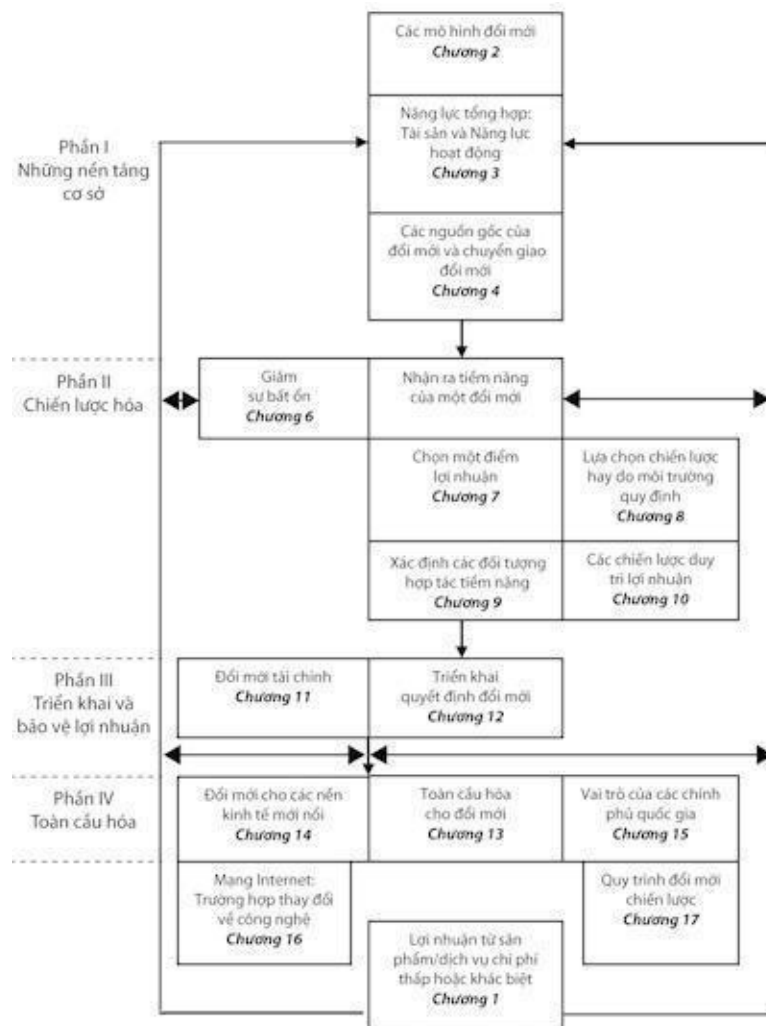 Các mô hình đổi mới
Chương 2
Phần I
Những nền tảng
cơ sở
Năng lực tổng hợp:
Tài sản và Năng lực
hoạt động
Chương 3
Các nguồn gốc của
đổi mới và chuyển giao
đổi mới
Chương 4
Phần II
Chiến lược hóa
Giảm
sự bất ổn
Chương 6
Nhận ra tiềm năng
của một đổi mới
Chọn một điểm
lợi nhuận
Chương 7
Lựa chọn chiến lược
hay do môi trường
quy định
Chương 8
Xác định các đối tượng
hợp tác tiềm năng
Chương 9
Các chiến lược duy
trì lợi nhuận
Chương 10
Phần III
Triển khai và
bảo vệ lợi nhuận
Đổi mới tài chính
Chương 11
Triển khai
quyết định đổi mới
Chương 12
Phần IV
Toàn cầu hóa
Đổi mới cho các nền
kinh tế mới nổi
Chương 14
Toàn cầu hóa
cho đổi mới
Chương 13
Vai trò của các chính
phủ quốc gia
Chương 15
Mạng Internet:
Trường hợp thay đổi
về công nghệ
Chương 16
Quy trình đổi mới
chiến lược
Chương 17
Lợi nhuận từ sản
phẩm/dịch vụ chi phí
thấp hoặc khác biệt
Chương 1